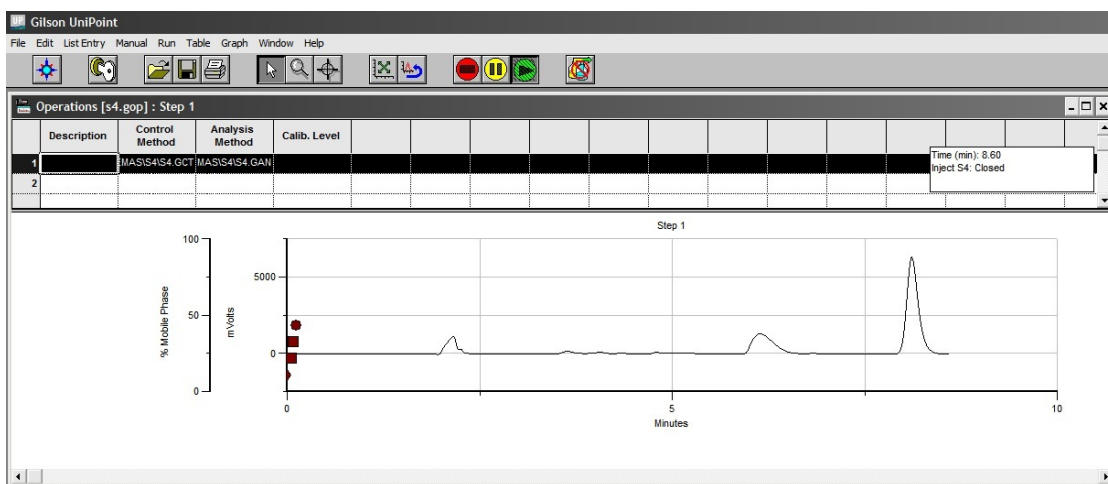 UP Gilson UniPoint
File Edit List Entry Manual Run Table Graph Window Help
Operations [s4.gop] : Step 1
Description Control Method Analysis Method Calib. Level
1 MAS\S4\S4.GCT MAS\S4\S4.GAN
2
Time (min): 8.60
Inject S4: Closed
Step 1
100
50
0
% Mobile Phase
5000
0
mVolts
0 5 10
Minutes